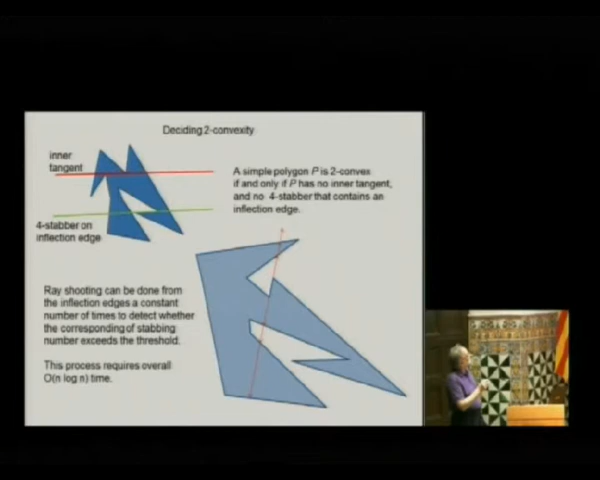 Deciding 2-convexity
inner
tangent
A simple polygon P is 2-convex
if and only if P has no inner tangent,
and no 4-stabber that contains an
inflection edge.
4-stabber on
inflection edge
Ray shooting can be done from
the inflection edges a constant
number of times to detect whether
the corresponding of stabbing
number exceeds the threshold.
This process requires overall
O(n log n) time.